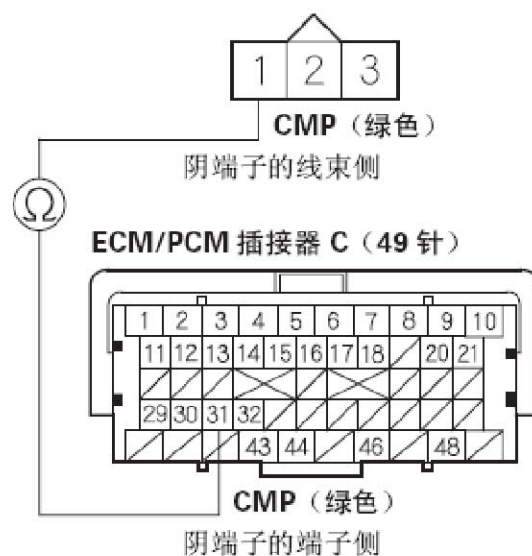 1 2 3
CMP（绿色）
阴端子的线束侧
Ω
ECM/PCM 插接器 C（49 针）
1 2 3 4 5 6 7 8 9 10
11 12 13 14 15 16 17 18 20 21
29 30 31 32
43 44 46 48
CMP（绿色）
阴端子的端子侧